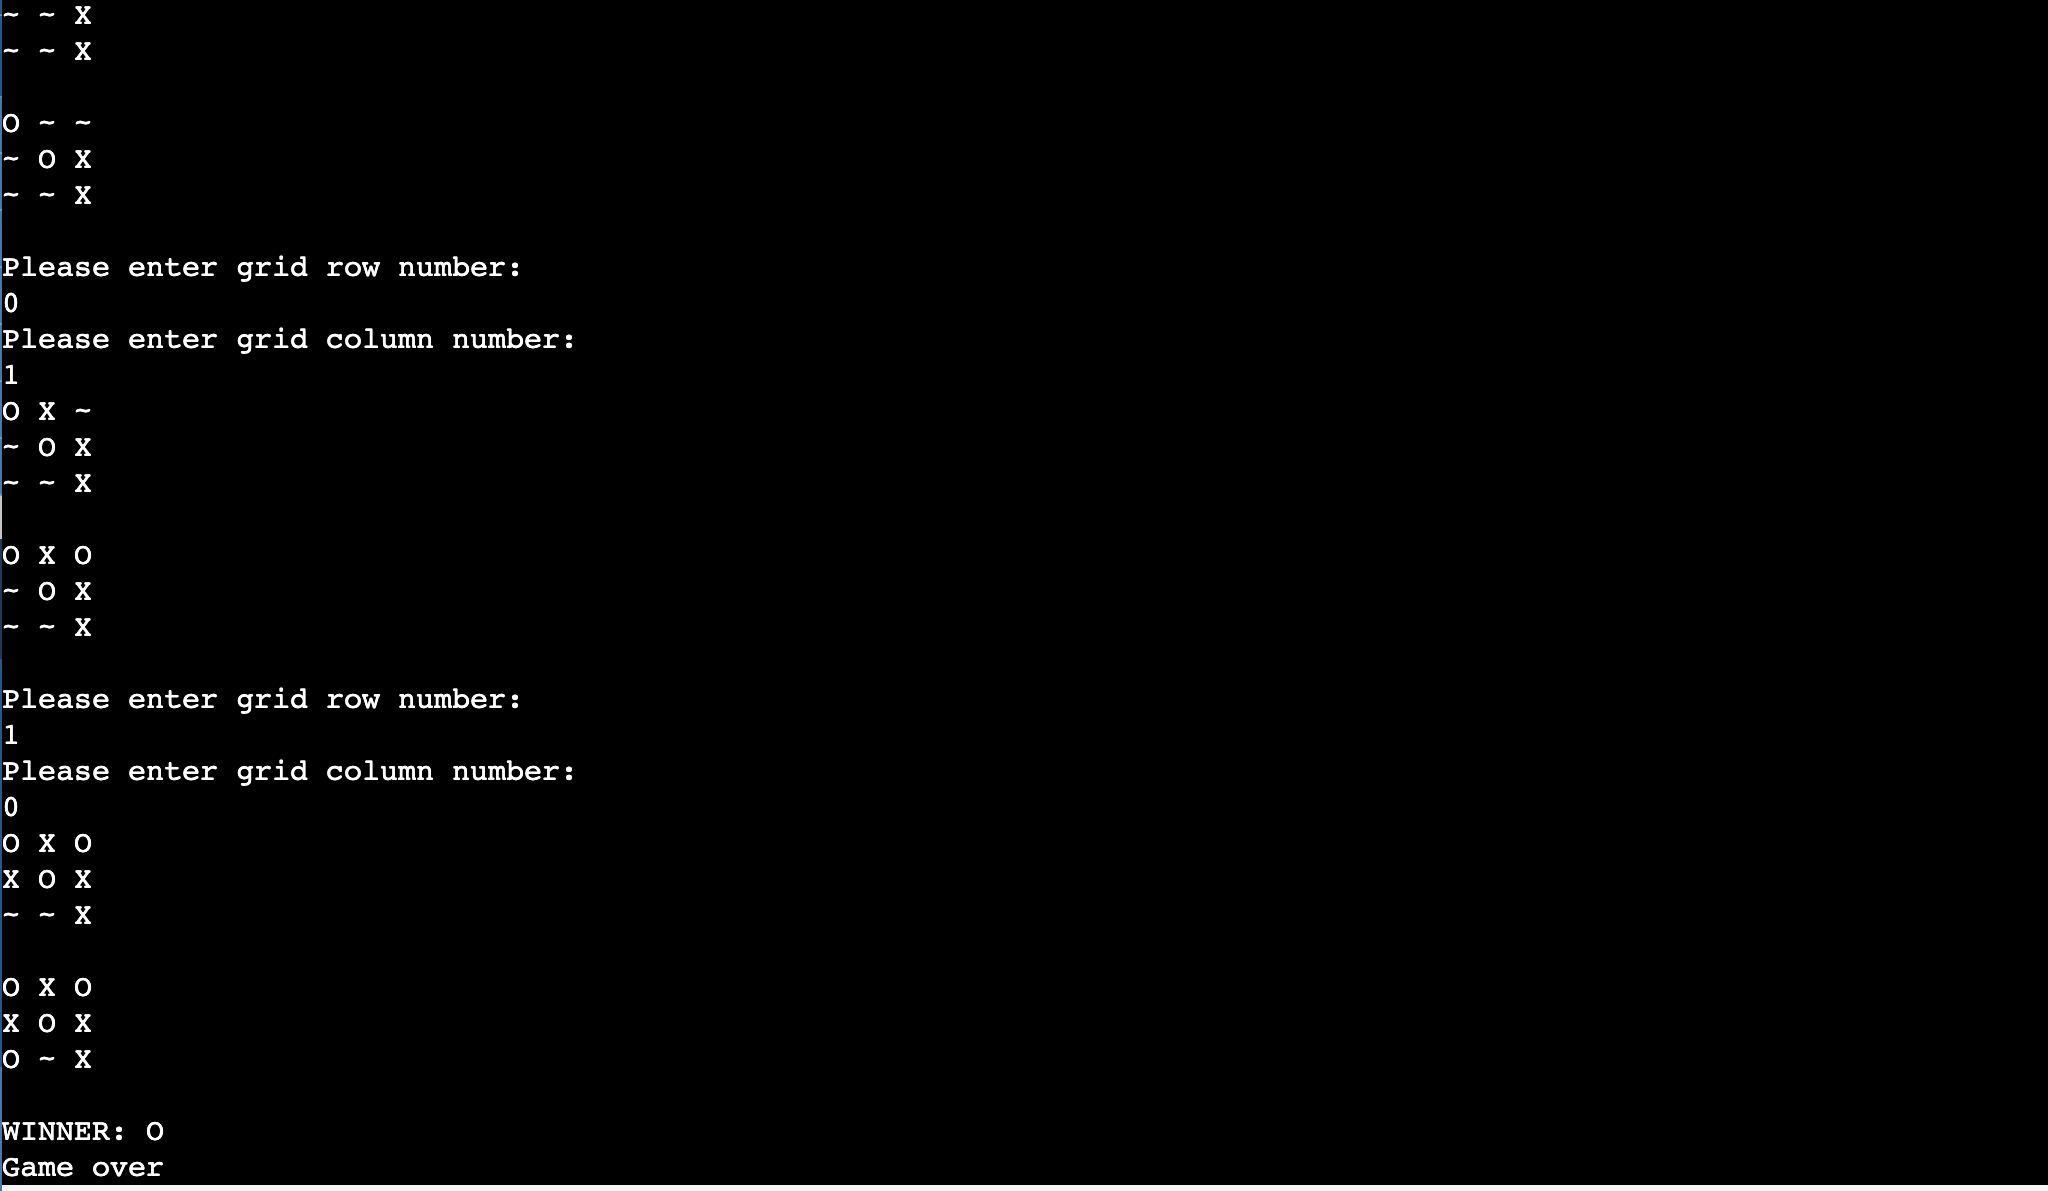 ~ ~ X
~ ~ X
O ~ ~
~ O X
~ ~ X
Please enter grid row number:
0
Please enter grid column number:
1
O X ~
~ O X
~ ~ X
O X O
~ O X
~ ~ X
Please enter grid row number:
1
Please enter grid column number:
0
O X O
X O X
~ ~ X
O X O
X O X
O ~ X
WINNER: O
Game over